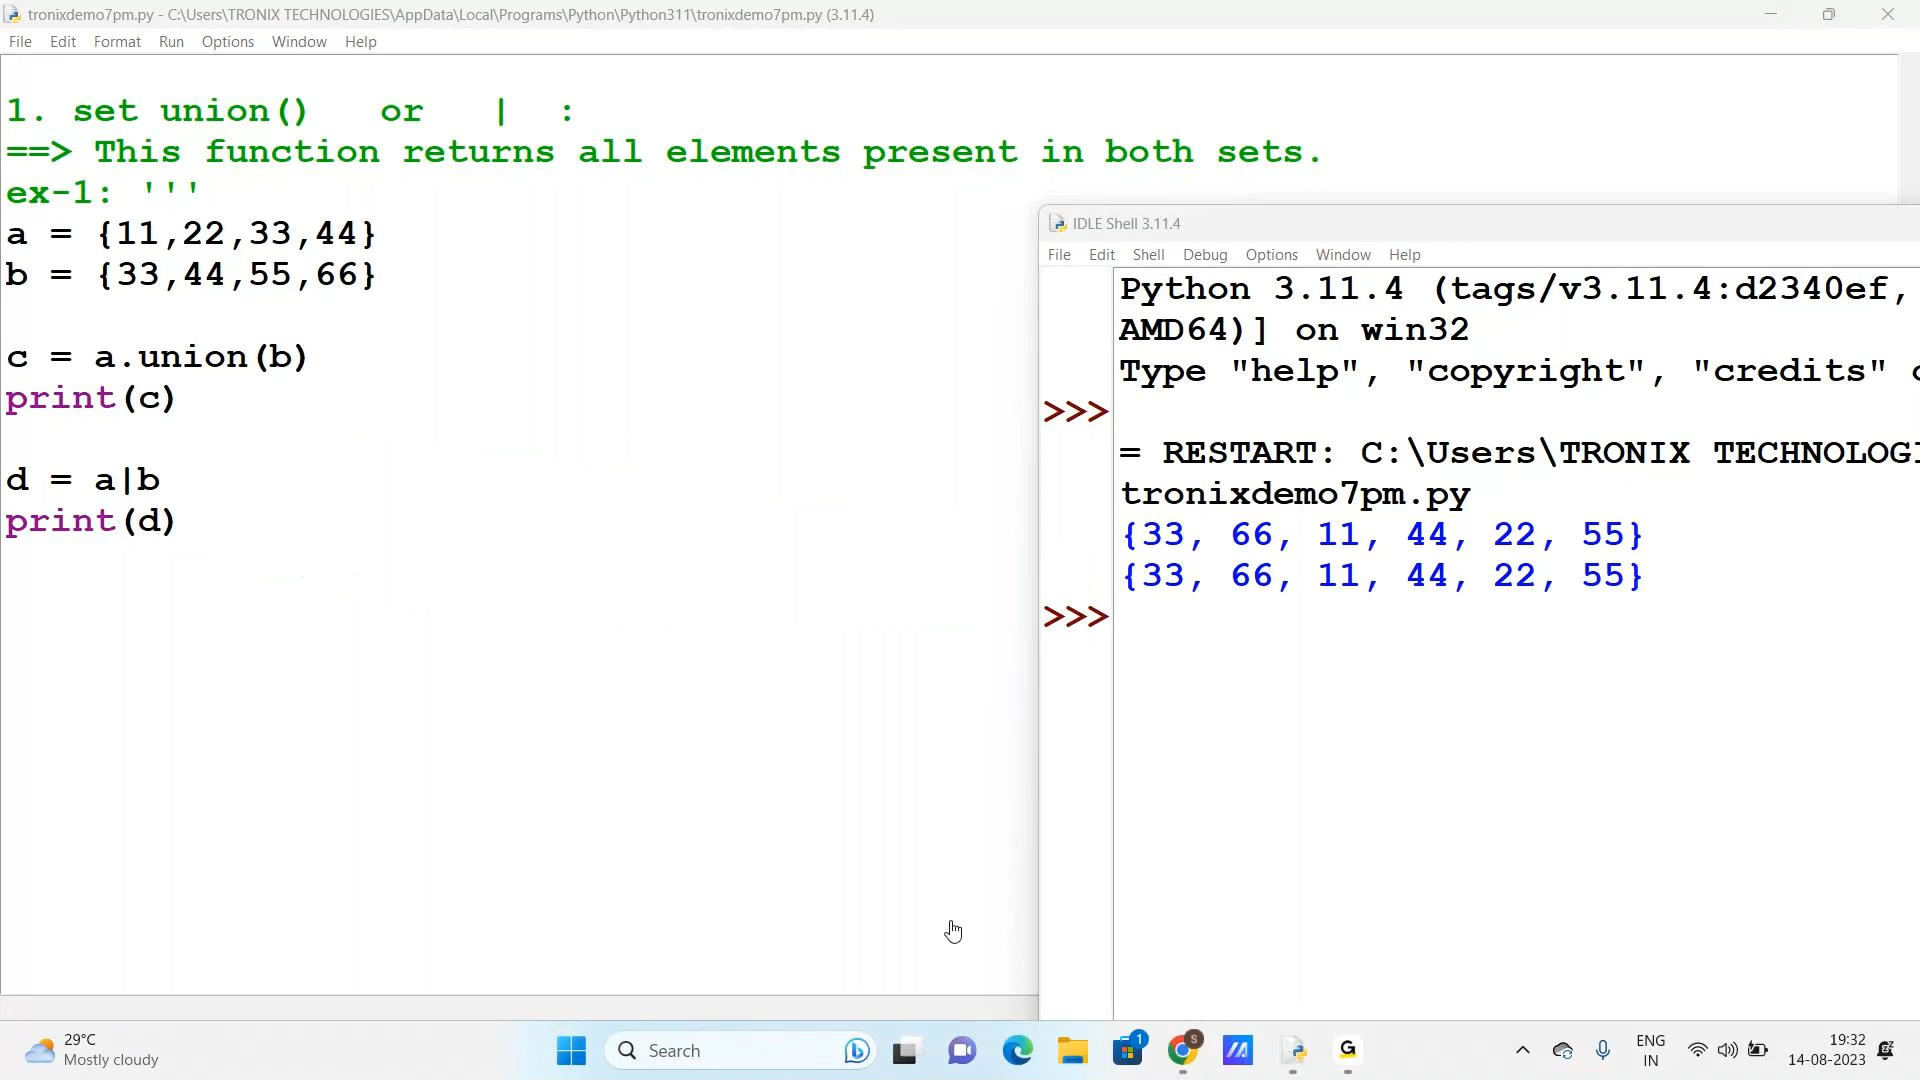 tronixdemo7pm.py - C:\Users\TRONIX TECHNOLOGIES\AppData\Local\Programs\Python\Python311\tronixdemo7pm.py (3.11.4)
File Edit Format Run Options Window Help
1. set union() or | :
==> This function returns all elements present in both sets.
ex-1: '''
a = {11,22,33,44}
b = {33,44,55,66}
c = a.union(b)
print(c)
d = a|b
print(d)
IDLE Shell 3.11.4
File Edit Shell Debug Options Window Help
Python 3.11.4 (tags/v3.11.4:d2340ef,
AMD64)] on win32
Type "help", "copyright", "credits"
>>>
= RESTART: C:\Users\TRONIX TECHNOLOGI
tronixdemo7pm.py
{33, 66, 11, 44, 22, 55}
{33, 66, 11, 44, 22, 55}
>>>
29°C
Mostly cloudy
Search
1
S
G
ENG
IN
19:32
14-08-2023